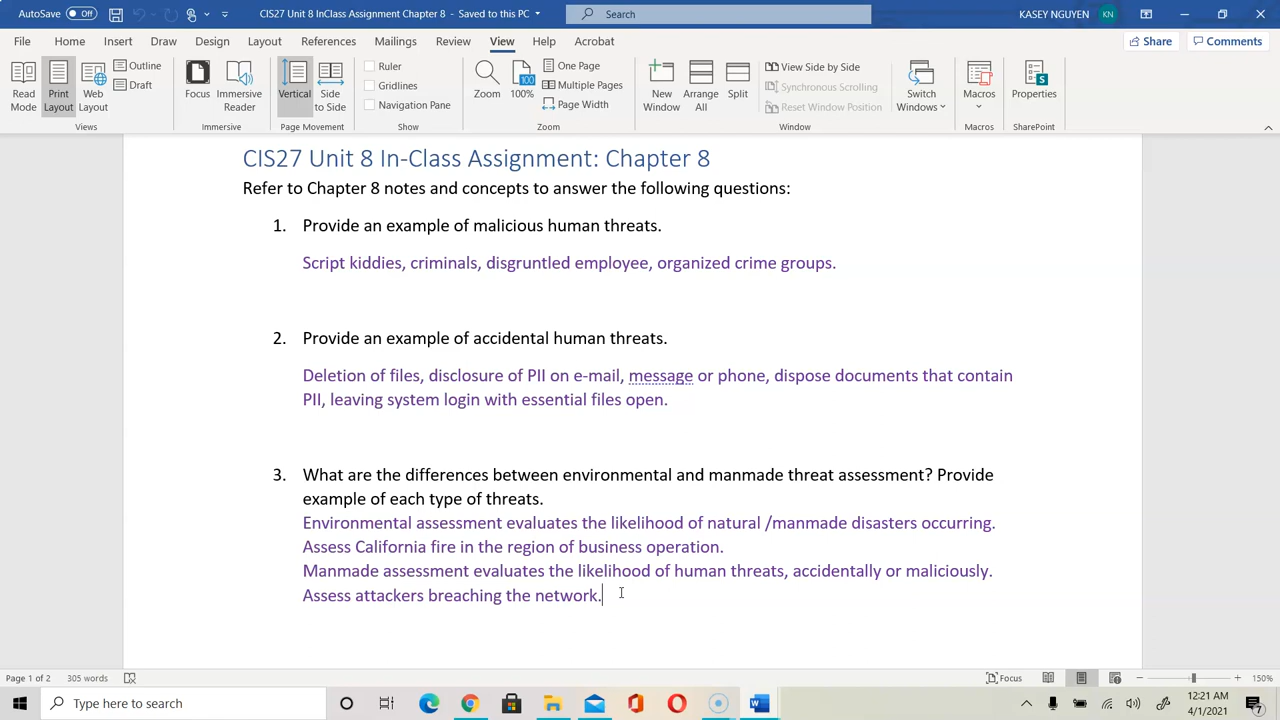 AutoSave Off
CIS27 Unit 8 In-Class Assignment - Saved to this PC
Search
KASEY NGUYEN KN
File Home Insert Draw Design Layout References Mailings Review View Help Acrobat
Share Comments
Read Mode
Print Layout
Web Layout
Outline
Draft
Views
Focus
Immersive Reader
Immersive
Vertical
Side to Side
Page Movement
Ruler
Gridlines
Navigation Pane
Show
Zoom
100
100%
One Page
Multiple Pages
Page Width
Zoom
New Window
Arrange All
Split
View Side by Side
Synchronous Scrolling
Reset Window Position
Window
Switch Windows
Macros
Macros
Properties
SharePoint
CIS27 Unit 8 In-Class Assignment: Chapter 8
Refer to Chapter 8 notes and concepts to answer the following questions:
1. Provide an example of malicious human threats.
Script kiddies, criminals, disgruntled employee, organized crime groups.
2. Provide an example of accidental human threats.
Deletion of files, disclosure of PII on e-mail, message or phone, dispose documents that contain
PII, leaving system login with essential files open.
3. What are the differences between environmental and manmade threat assessment? Provide
example of each type of threats.
Environmental assessment evaluates the likelihood of natural /manmade disasters occurring.
Assess California fire in the region of business operation.
Manmade assessment evaluates the likelihood of human threats, accidentally or maliciously.
Assess attackers breaching the network.
Page 1 of 2 305 words
Focus
150%
Type here to search
12:21 AM
4/1/2021
7